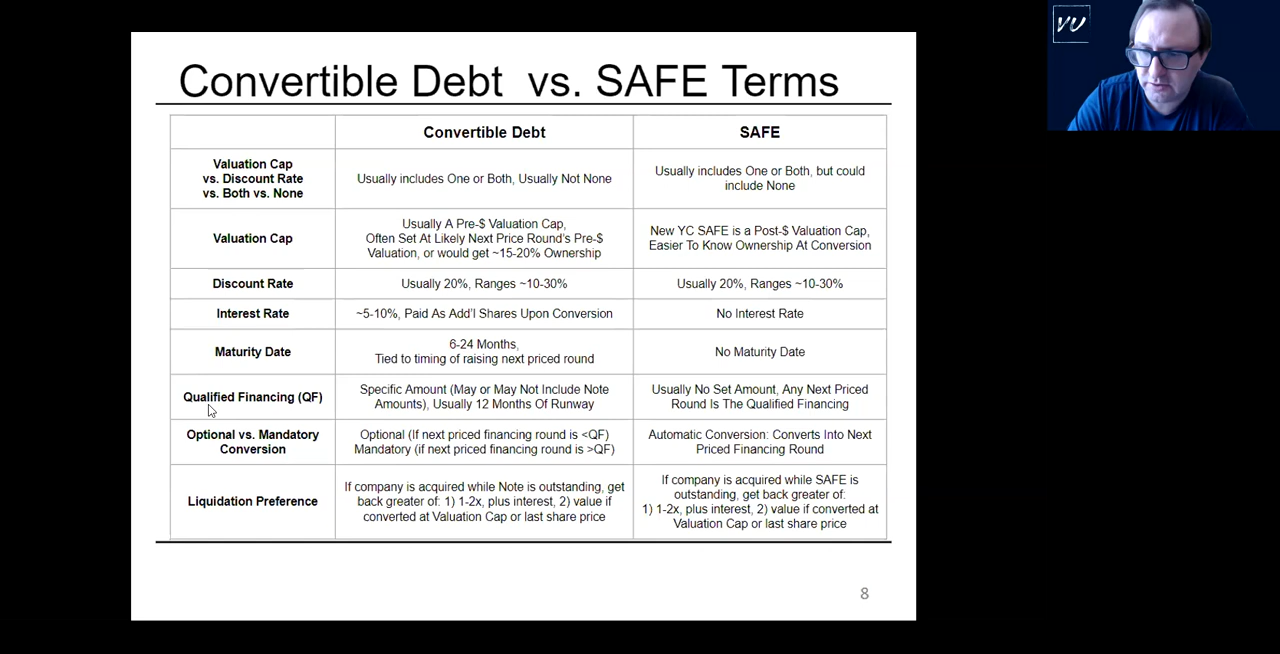 VU
Convertible Debt vs. SAFE Terms
Convertible Debt
SAFE
Valuation Cap
vs. Discount Rate
vs. Both vs. None
Usually includes One or Both, Usually Not None
Usually includes One or Both, but could
include None
Valuation Cap
Usually A Pre-$ Valuation Cap,
Often Set At Likely Next Price Round's Pre-$
Valuation, or would get ~15-20% Ownership
New YC SAFE is a Post-$ Valuation Cap,
Easier To Know Ownership At Conversion
Discount Rate
Usually 20%, Ranges ~10-30%
Usually 20%, Ranges ~10-30%
Interest Rate
~5-10%, Paid As Add'l Shares Upon Conversion
No Interest Rate
Maturity Date
6-24 Months,
Tied to timing of raising next priced round
No Maturity Date
Qualified Financing (QF)
Specific Amount (May or May Not Include Note
Amounts), Usually 12 Months Of Runway
Usually No Set Amount, Any Next Priced
Round Is The Qualified Financing
Optional vs. Mandatory
Conversion
Optional (If next priced financing round is <QF)
Mandatory (if next priced financing round is >QF)
Automatic Conversion: Converts Into Next
Priced Financing Round
Liquidation Preference
If company is acquired while Note is outstanding, get
back greater of: 1) 1-2x, plus interest, 2) value if
converted at Valuation Cap or last share price
If company is acquired while SAFE is
outstanding, get back greater of:
1) 1-2x, plus interest, 2) value if converted at
Valuation Cap or last share price
8